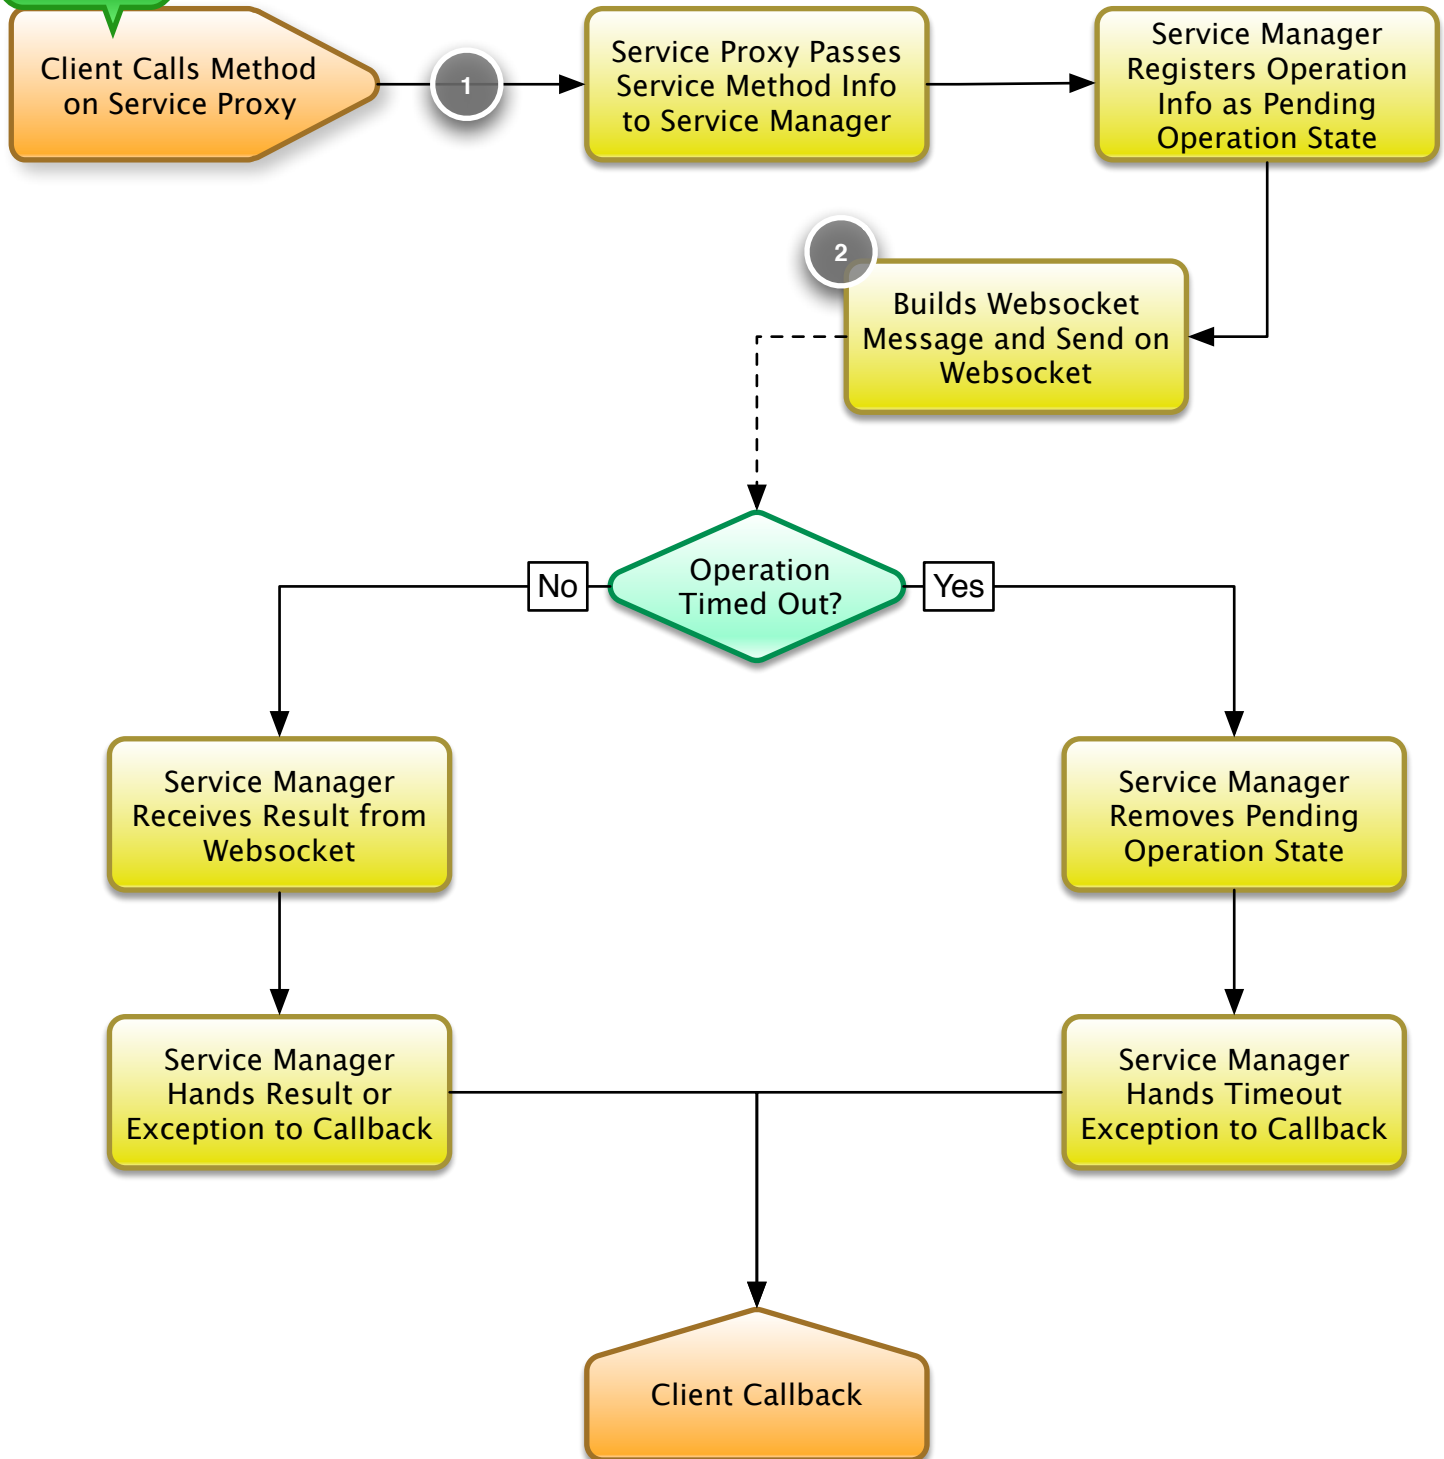 Client Calls Method
on Service Proxy
1
Service Proxy Passes
Service Method Info
to Service Manager
Service Manager
Registers Operation
Info as Pending
Operation State
2
Builds Websocket
Message and Send on
Websocket
Operation
Timed Out?
No
Yes
Service Manager
Receives Result from
Websocket
Service Manager
Removes Pending
Operation State
Service Manager
Hands Result or
Exception to Callback
Service Manager
Hands Timeout
Exception to Callback
Client Callback